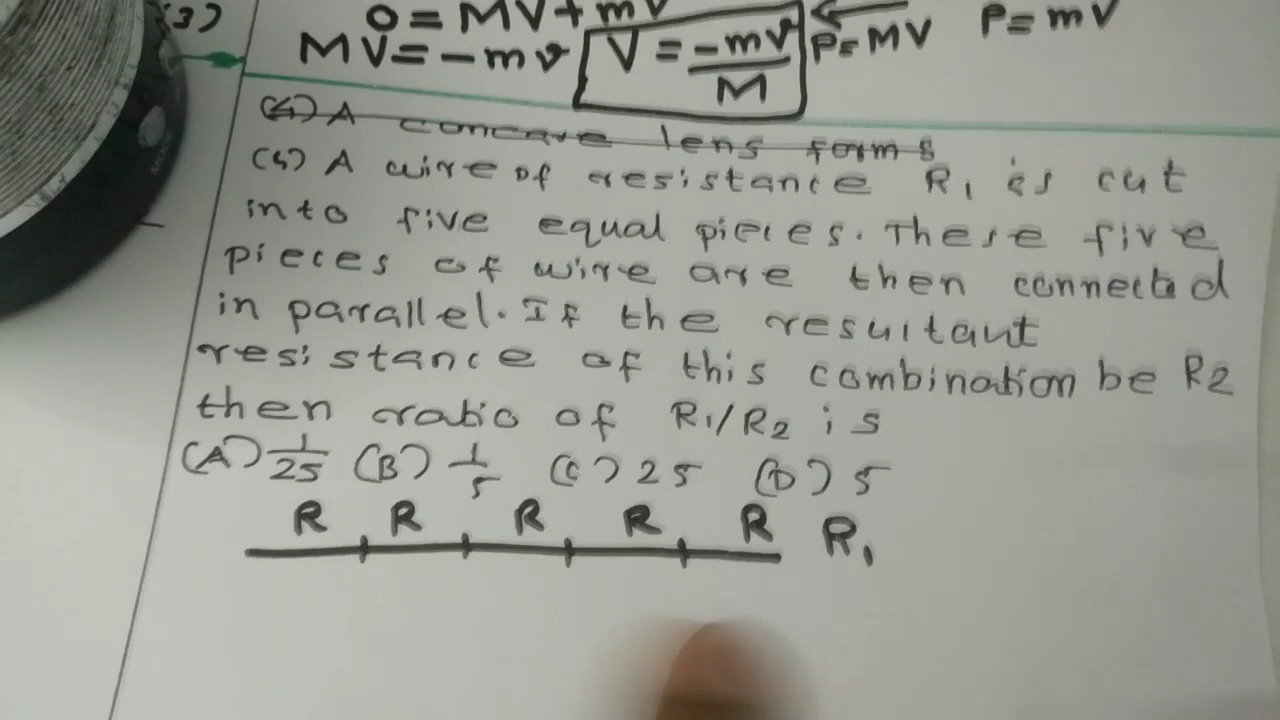 (3)
0 = MV + mv
MV = -mv V = -mv/M P = MV P = mV
(4) A concave lens forms
(5) A wire of resistance R1 is cut
into five equal pieces. These five
pieces of wire are then connected
in parallel. If the resultant
resistance of this combination be R2
then ratio of R1/R2 is
(A) 1/25 (B) 1/5 (C) 25 (D) 5
R R R R R R1